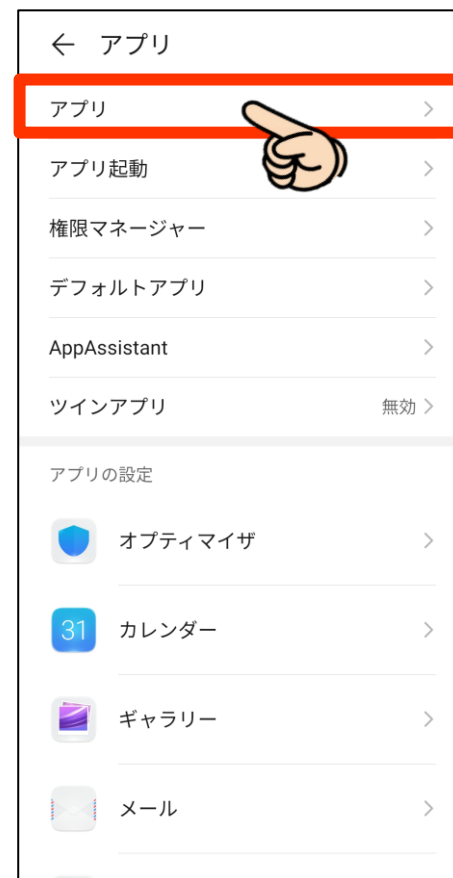 ← アプリ
アプリ
アプリ起動
権限マネージャー
デフォルトアプリ
AppAssistant
ツインアプリ 無効
アプリの設定
オプティマイザ
31 カレンダー
ギャラリー
メール